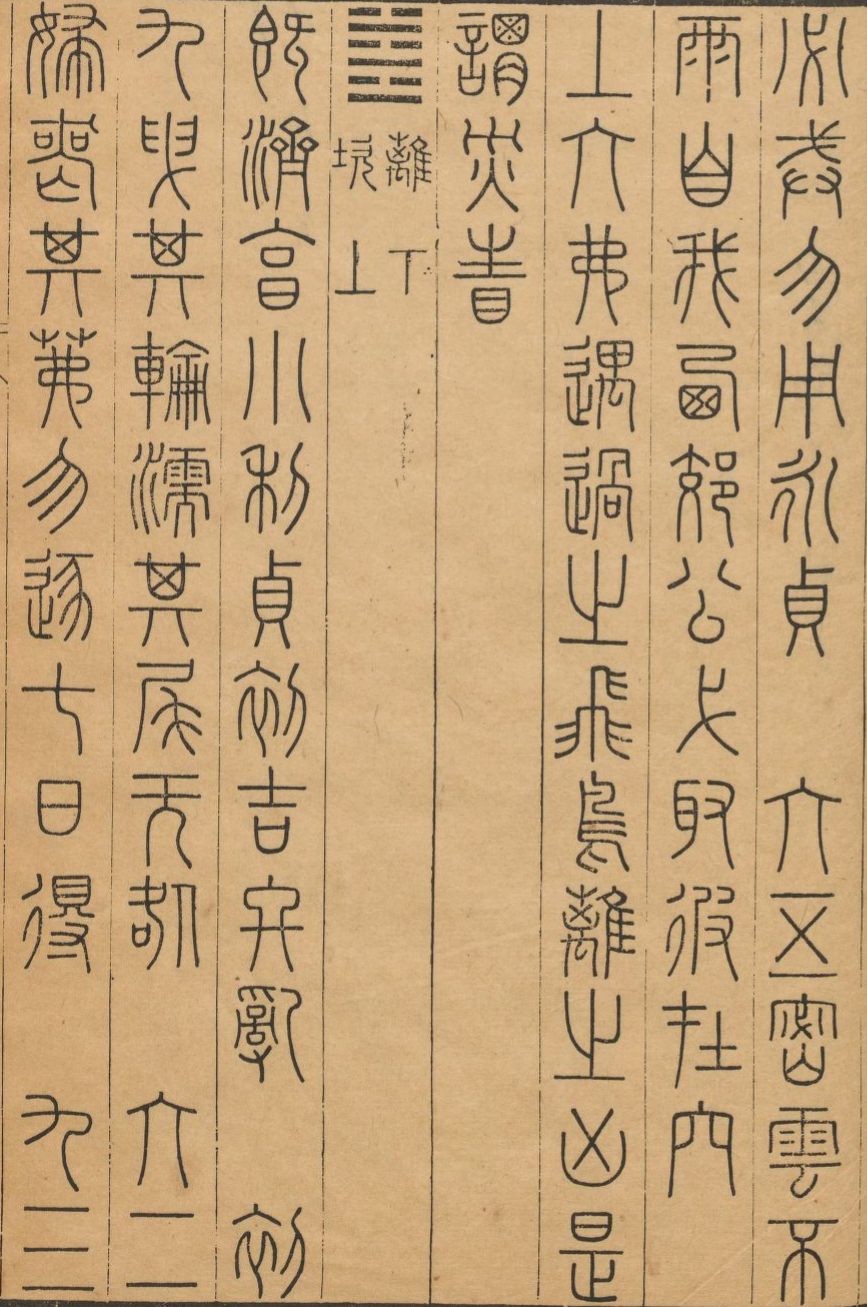 必戒勿用永貞　六五密雲不
雨自我西郊公弋取彼在穴
上六弗遇過之飛鳥離之凶是
謂災眚
䷾離下坎上
既濟亨小利貞初吉終亂　初
九曳其輪濡其尾无咎　六二
婦喪其茀勿逐七日得　九三